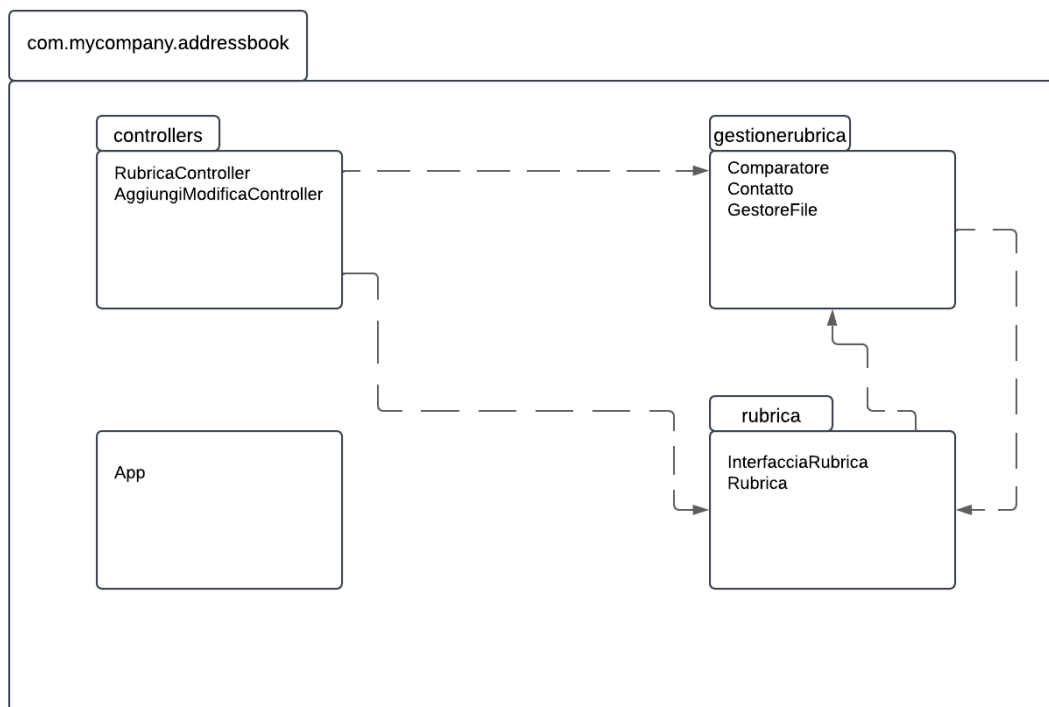 com.mycompany.addressbook
controllers
RubricaController
AggiungiModificaController
gestionerubrica
Comparatore
Contatto
GestoreFile
App
rubrica
InterfacciaRubrica
Rubrica